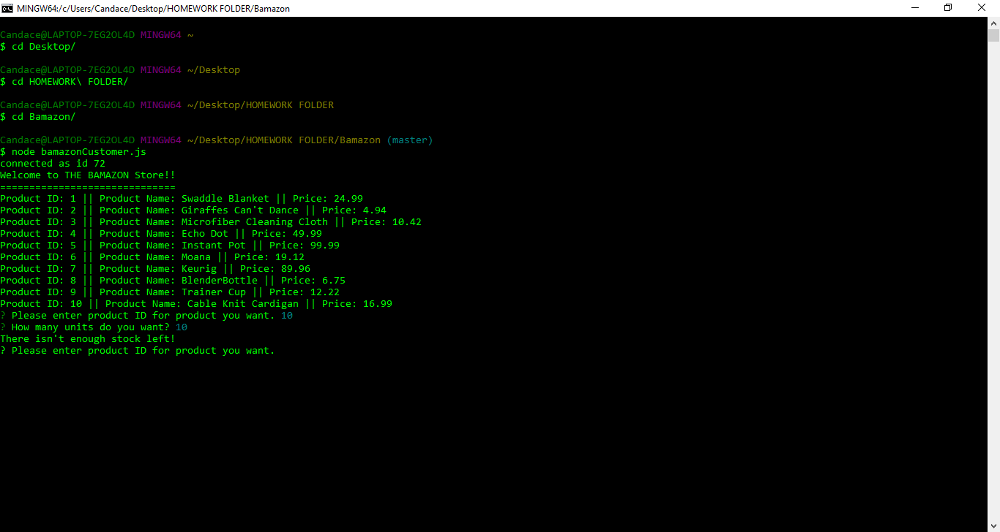 MINGW64:/c/Users/Candace/Desktop/HOMEWORK FOLDER/Bamazon
Candace@LAPTOP-7EG2OL4D MINGW64 ~
$ cd Desktop/
Candace@LAPTOP-7EG2OL4D MINGW64 ~/Desktop
$ cd HOMEWORK\ FOLDER/
Candace@LAPTOP-7EG2OL4D MINGW64 ~/Desktop/HOMEWORK FOLDER
$ cd Bamazon/
Candace@LAPTOP-7EG2OL4D MINGW64 ~/Desktop/HOMEWORK FOLDER/Bamazon (master)
$ node bamazonCustomer.js
connected as id 72
Welcome to THE BAMAZON Store!!
==============================
Product ID: 1 || Product Name: Swaddle Blanket || Price: 24.99
Product ID: 2 || Product Name: Giraffes Can't Dance || Price: 4.94
Product ID: 3 || Product Name: Microfiber Cleaning Cloth || Price: 10.42
Product ID: 4 || Product Name: Echo Dot || Price: 49.99
Product ID: 5 || Product Name: Instant Pot || Price: 99.99
Product ID: 6 || Product Name: Moana || Price: 19.12
Product ID: 7 || Product Name: Keurig || Price: 89.96
Product ID: 8 || Product Name: BlenderBottle || Price: 6.75
Product ID: 9 || Product Name: Trainer Cup || Price: 12.22
Product ID: 10 || Product Name: Cable Knit Cardigan || Price: 16.99
? Please enter product ID for product you want. 10
? How many units do you want? 10
There isn't enough stock left!
? Please enter product ID for product you want.